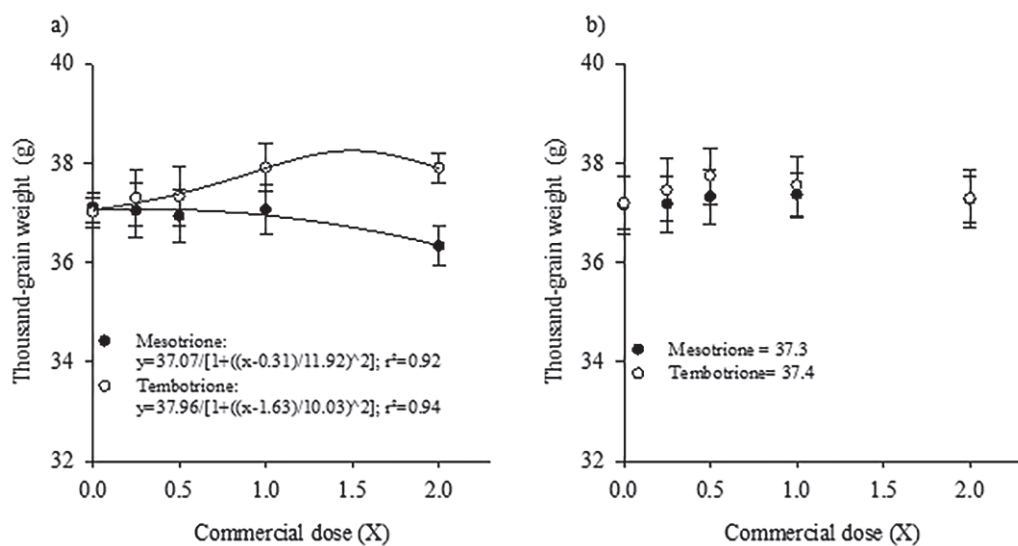 a)
Thousand-grain weight (g)
40
38
36
34
32
Mesotrione:
y=37.07/[1+((x-0.31)/11.92)^2]; r²=0.92
Tembotrione:
y=37.96/[1+((x-1.63)/10.03)^2]; r²=0.94
0.0 0.5 1.0 1.5 2.0
Commercial dose (X)
b)
Thousand-grain weight (g)
40
38
36
34
32
Mesotrione = 37.3
Tembotrione= 37.4
0.0 0.5 1.0 1.5 2.0
Commercial dose (X)